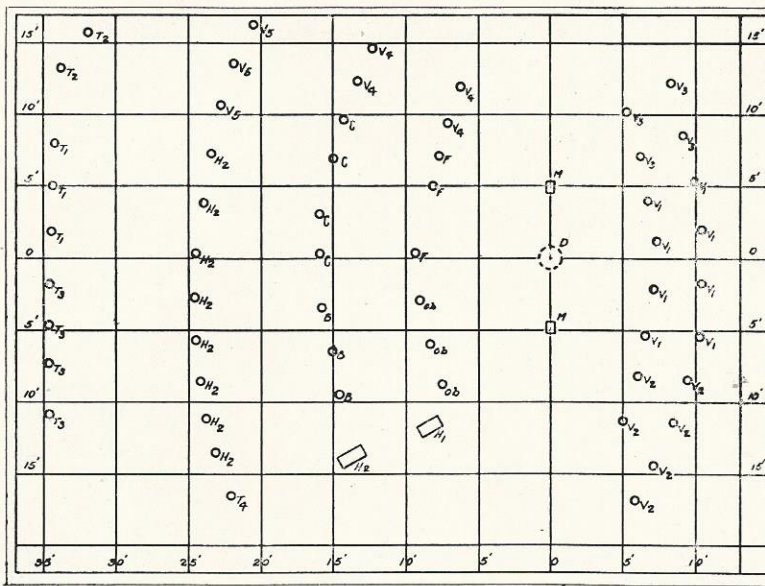 V5
T2
15' 15'
V4
T2 V5 V4 V4 V3
10' V5 C V4 V3 10'
V3
T1 H2 C F V3
5' T1 F M V1 5'
H2 C V1
T1 V1 V1
0 H2 C F D 0
T3 H2 ob V1 V1
B
5' T3 H2 B ob M V1 V1 5'
T3 H2 ob V2 V2
10' B 10'
T3 H2 H1 V2 V2
H2 H2 V2
15' 15'
T4 V2
35' 30' 25' 20' 15' 10' 5' 0 5' 10'